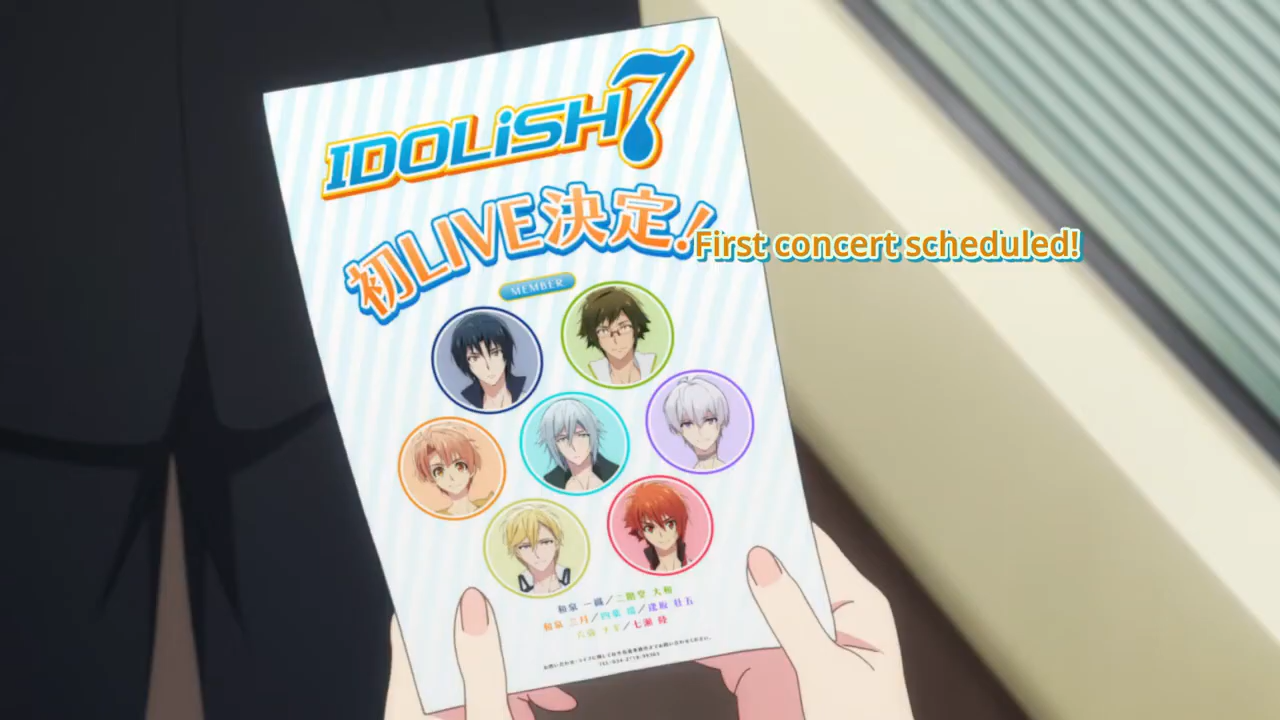 IDOLiSH7
初LIVE決定!
First concert scheduled!
MEMBER
和泉 一織／二階堂 大和
和泉 三月／四葉 環／逢坂 壮五
六弥 ナギ／七瀬 陸